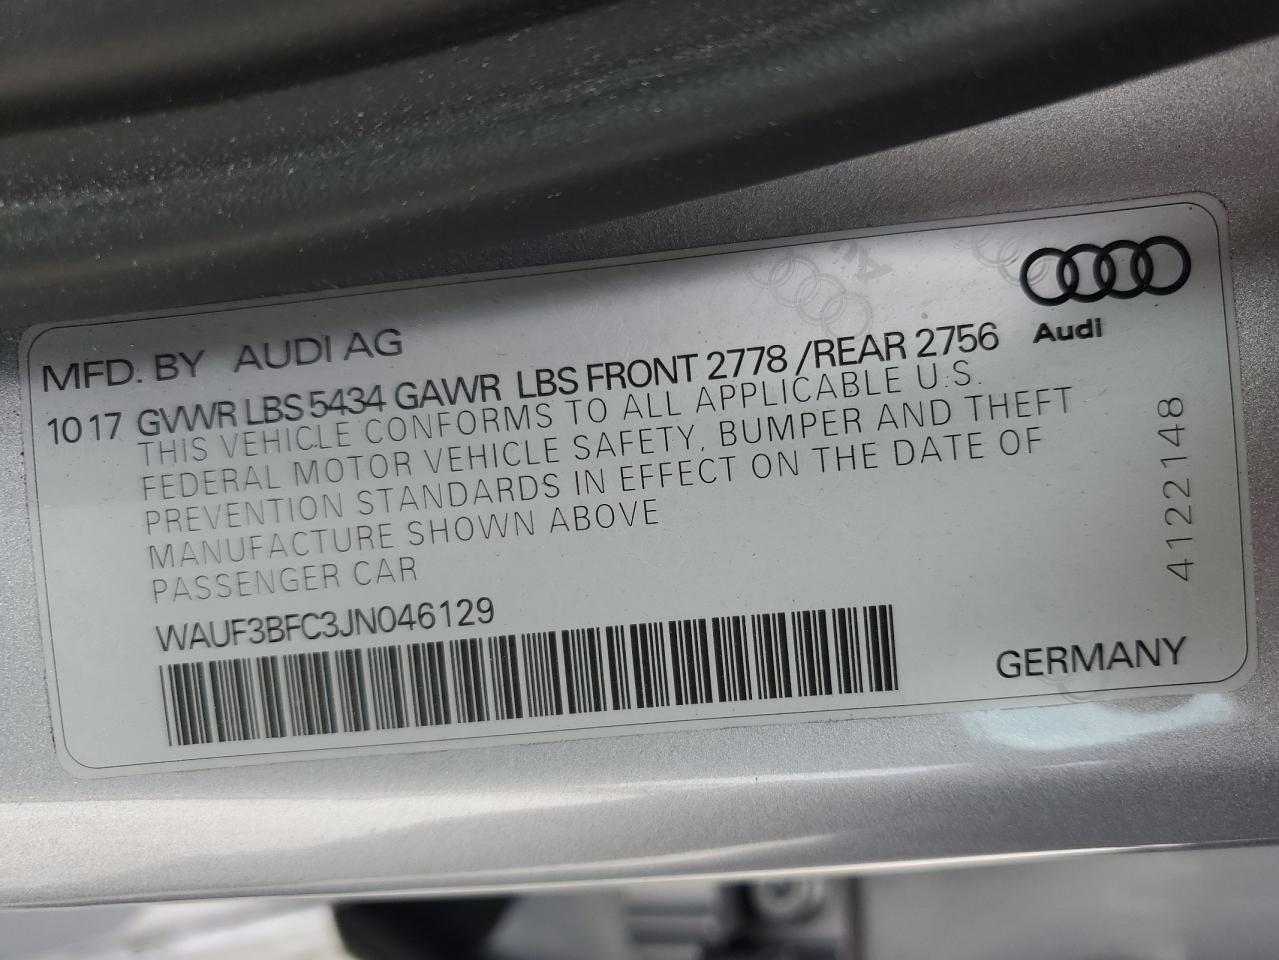 MFD. BY AUDI AG
Audi
10 17 GVWR LBS 5434 GAWR LBS FRONT 2778 /REAR 2756
THIS VEHICLE CONFORMS TO ALL APPLICABLE U.S.
FEDERAL MOTOR VEHICLE SAFETY, BUMPER AND THEFT
PREVENTION STANDARDS IN EFFECT ON THE DATE OF
MANUFACTURE SHOWN ABOVE
PASSENGER CAR
WAUF3BFC3JN046129
GERMANY
4122148